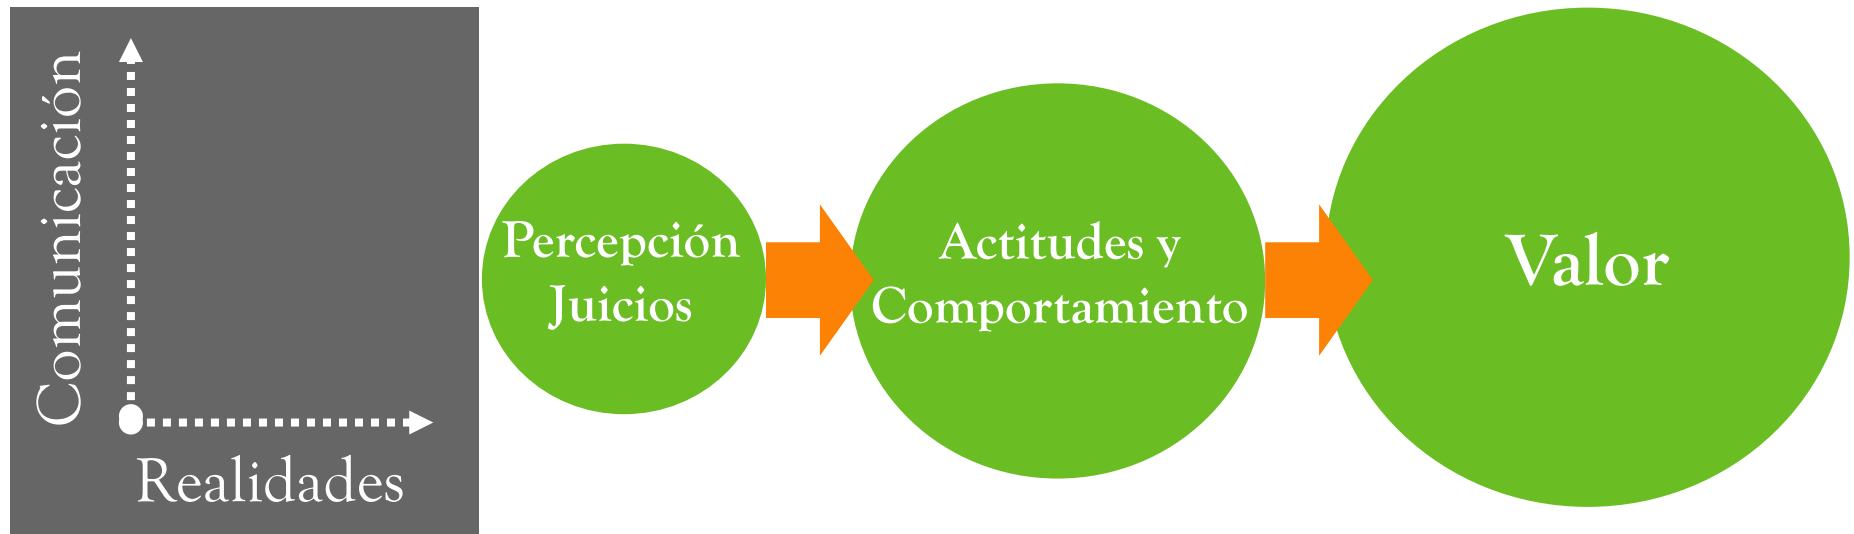 Comunicación
Realidades
Percepción
Juicios
Actitudes y
Comportamiento
Valor